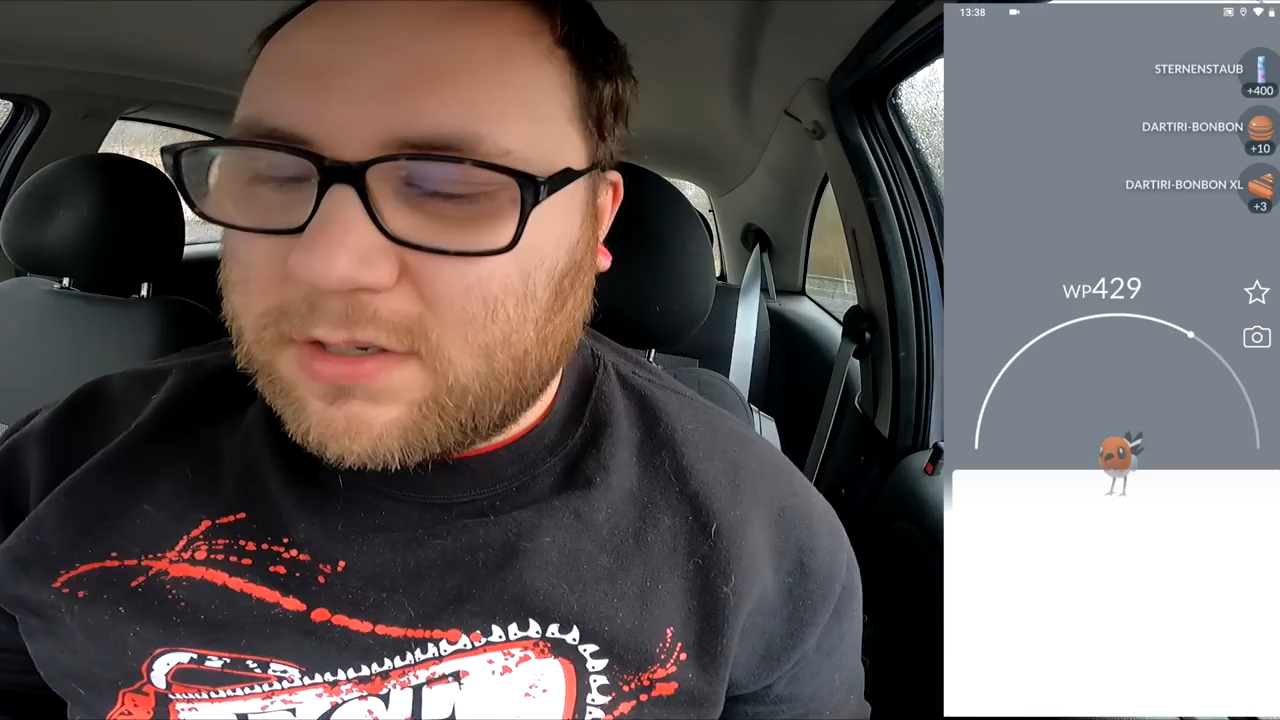 13:38
STERNENSTAUB
+400
DARTIRI-BONBON
+10
DARTIRI-BONBON XL
+3
WP429